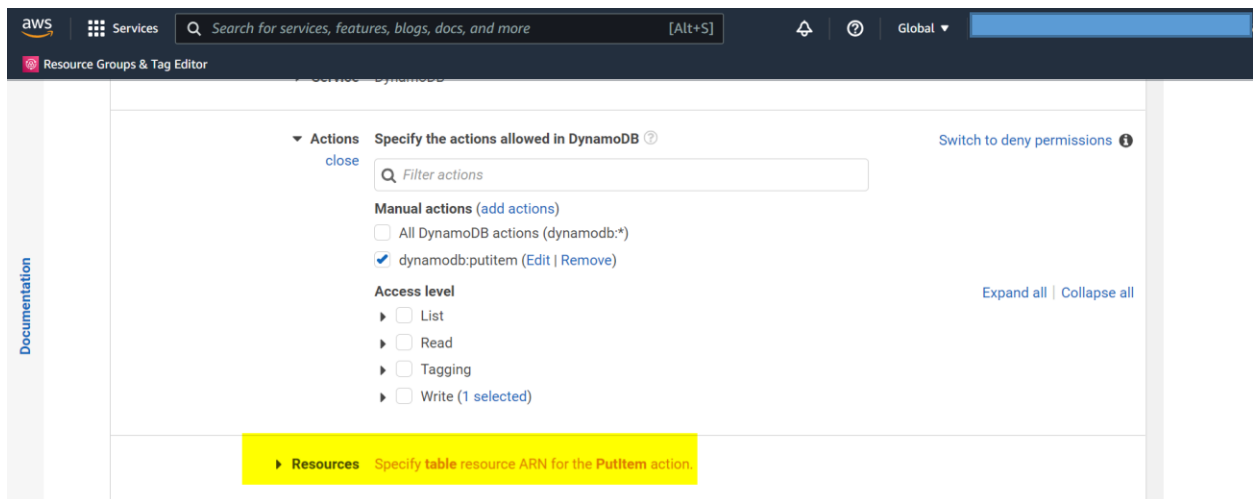 aws
Services
Search for services, features, blogs, docs, and more
[Alt+S]
Global
Resource Groups & Tag Editor
Service DynamoDB
Actions Specify the actions allowed in DynamoDB
Switch to deny permissions
close
Filter actions
Manual actions (add actions)
All DynamoDB actions (dynamodb:*)
dynamodb:putitem (Edit | Remove)
Access level
Expand all | Collapse all
List
Read
Tagging
Write (1 selected)
Documentation
Resources Specify table resource ARN for the PutItem action.